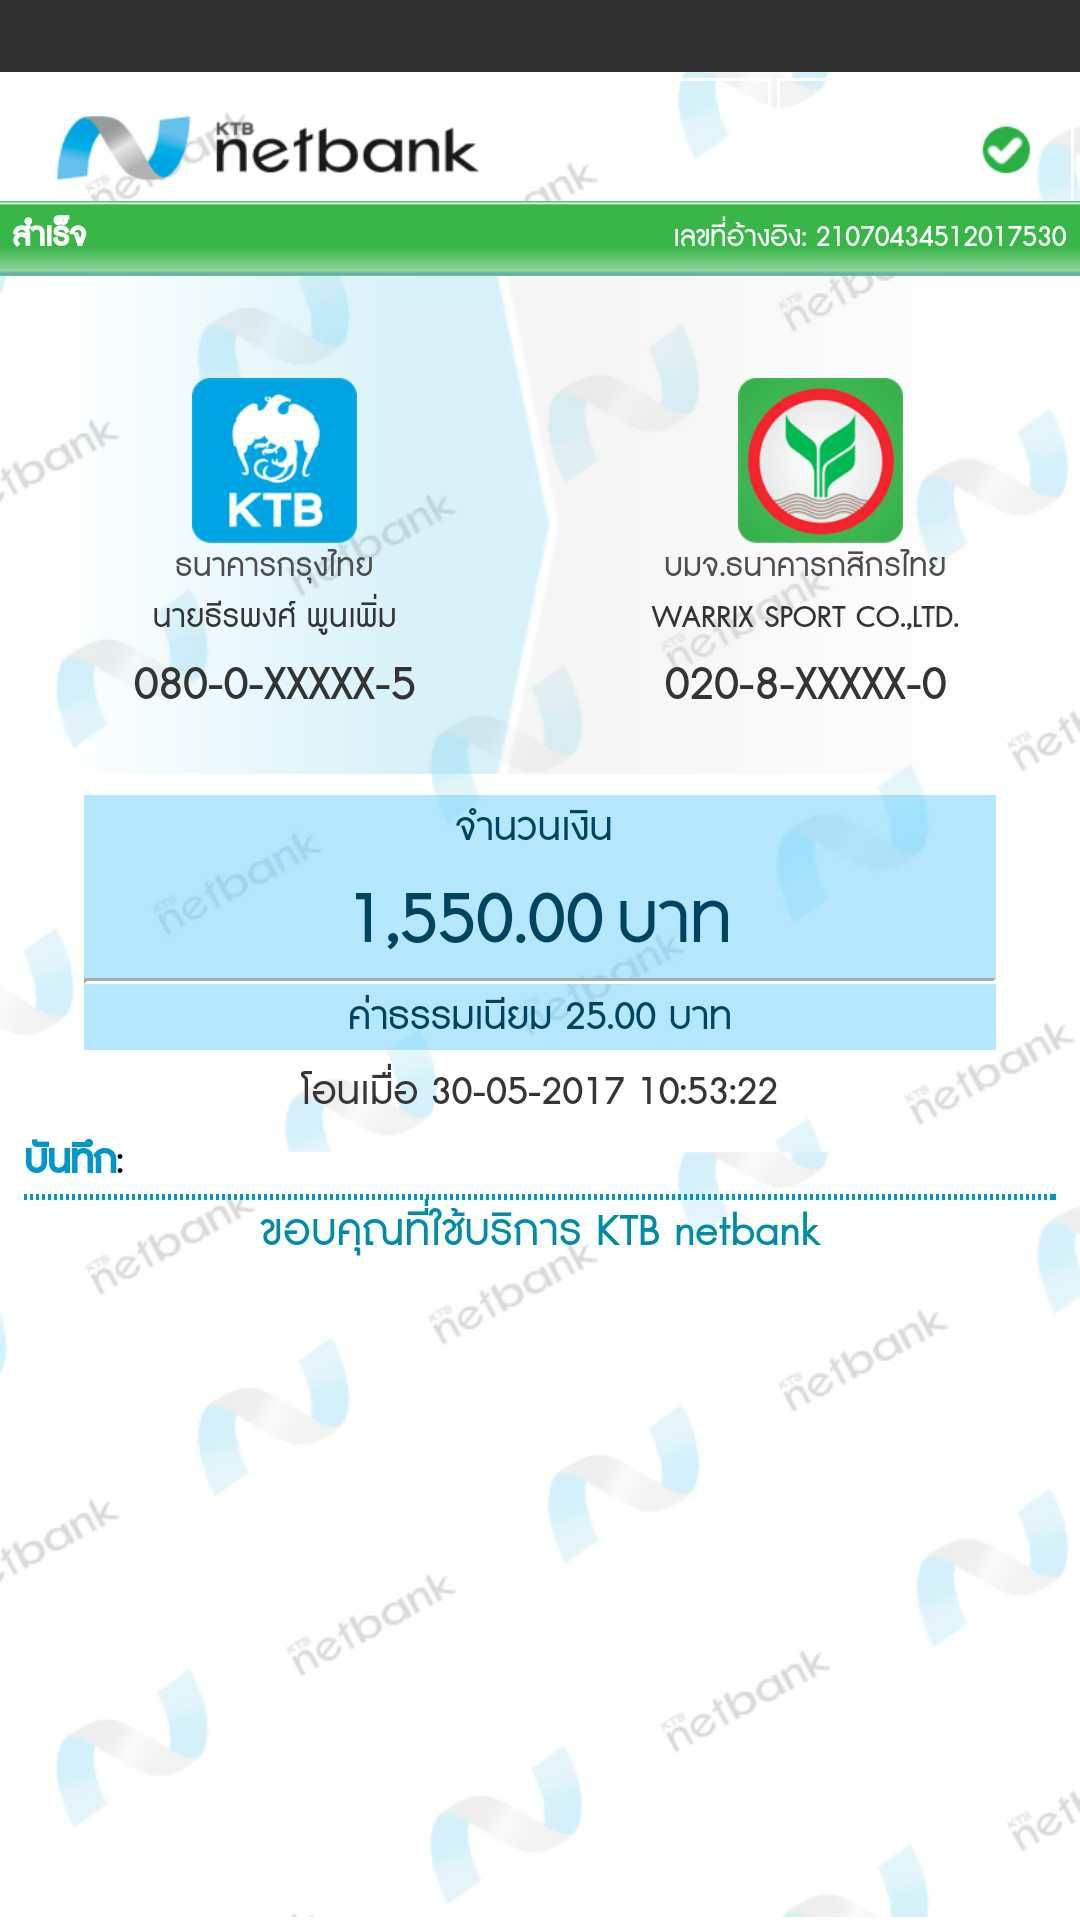 KTB
netbank
สำเร็จ
เลขที่อ้างอิง: 21070434512017530
KTB
ธนาคารกรุงไทย
นายธีรพงศ์ พูนเพิ่ม
080-0-XXXXX-5
บมจ.ธนาคารกสิกรไทย
WARRIX SPORT CO.,LTD.
020-8-XXXXX-0
จำนวนเงิน
1,550.00 บาท
ค่าธรรมเนียม 25.00 บาท
โอนเมื่อ 30-05-2017 10:53:22
บันทึก:
ขอบคุณที่ใช้บริการ KTB netbank